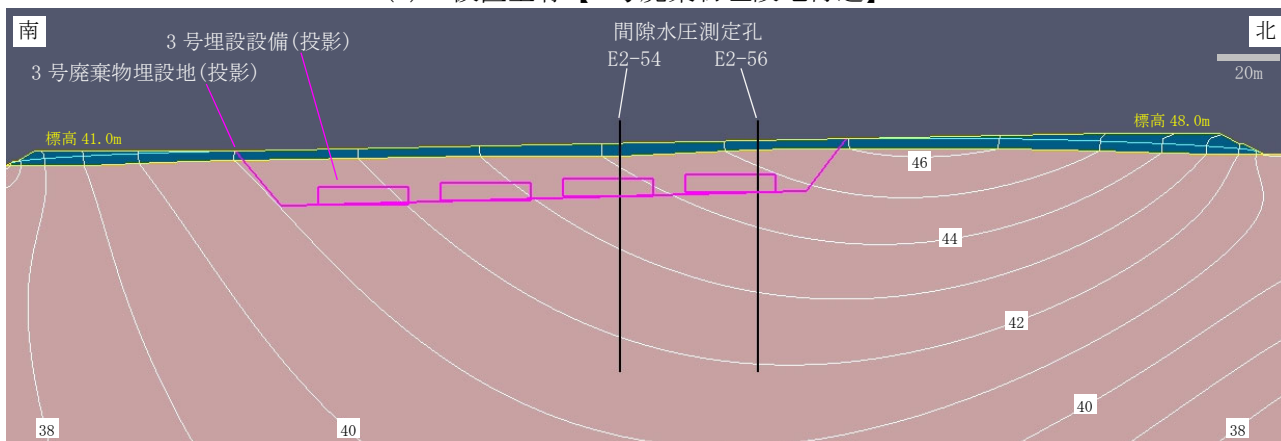 南
3号埋設設備(投影)
3号廃棄物埋設地(投影)
間隙水圧測定孔
E2-54
E2-56
北
20m
標高 41.0m
標高 48.0m
46
44
42
40
38
40
38